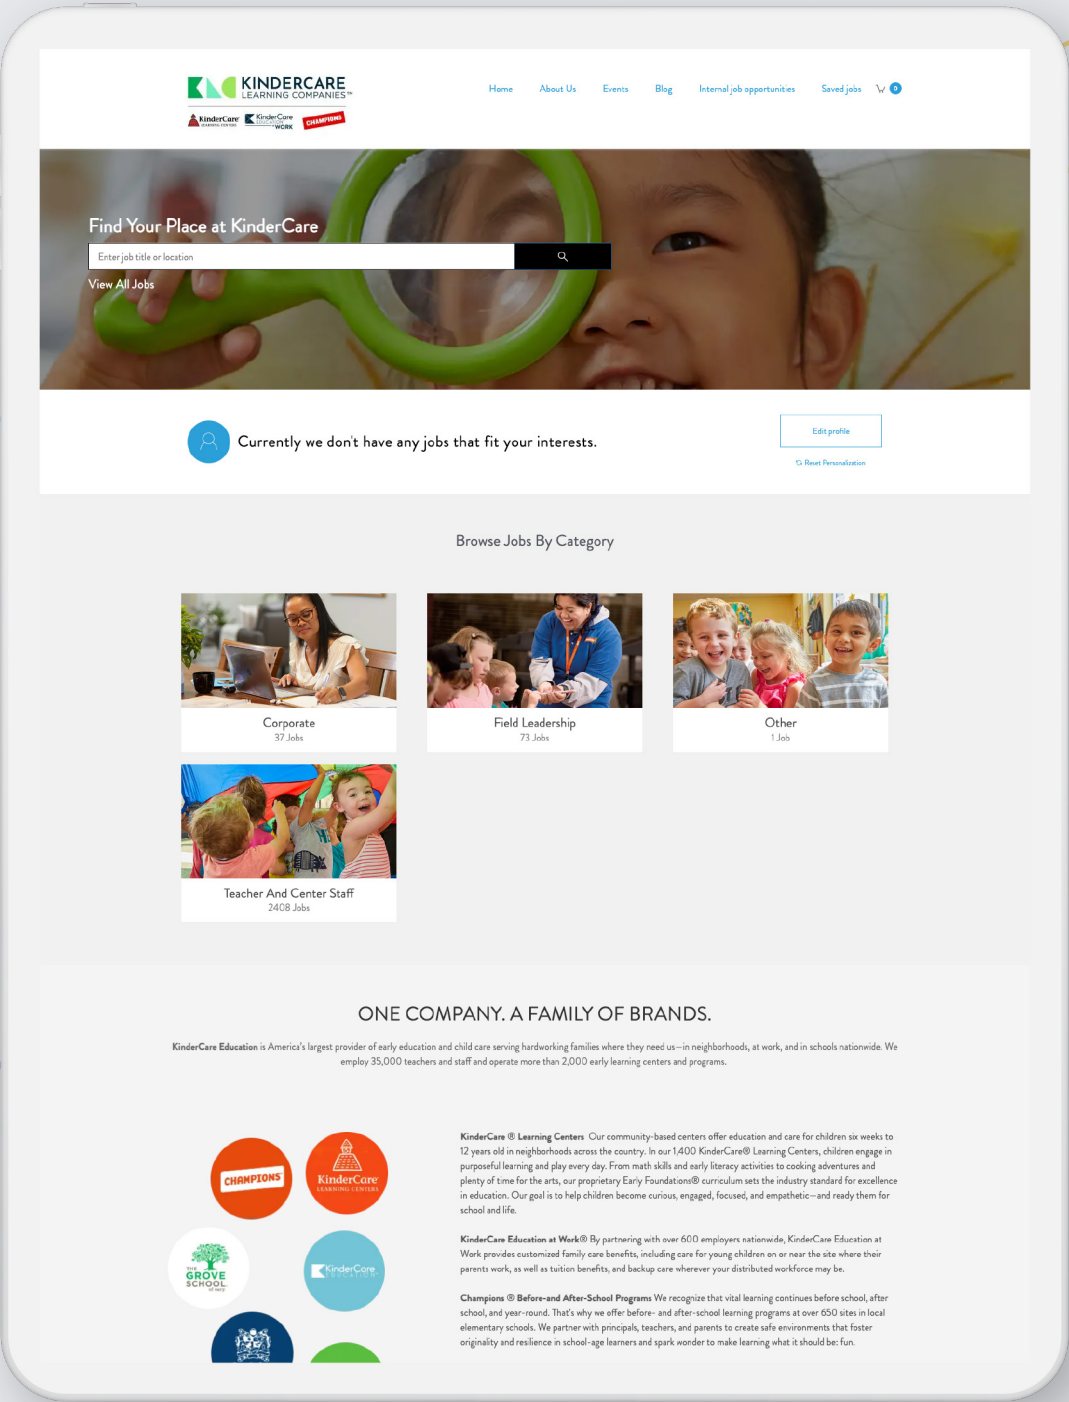 KINDERCARE
LEARNING COMPANIES™
KinderCare
LEARNING CENTERS
KinderCare
EDUCATION
WORK
CHAMPIONS
Home About Us Events Blog Internal job opportunities Saved jobs 0
Find Your Place at KinderCare
Enter job title or location
View All Jobs
Currently we don't have any jobs that fit your interests.
Edit profile
Reset Personalization
Browse Jobs By Category
Corporate
37 Jobs
Field Leadership
73 Jobs
Other
1 Job
Teacher And Center Staff
2408 Jobs
ONE COMPANY. A FAMILY OF BRANDS.
KinderCare Education is America's largest provider of early education and child care serving hardworking families where they need us—in neighborhoods, at work, and in schools nationwide. We
employ 35,000 teachers and staff and operate more than 2,000 early learning centers and programs.
CHAMPIONS
KinderCare
LEARNING CENTERS
THE
GROVE
SCHOOL
KinderCare
EDUCATION
KinderCare ® Learning Centers Our community-based centers offer education and care for children six weeks to
12 years old in neighborhoods across the country. In our 1,400 KinderCare® Learning Centers, children engage in
purposeful learning and play every day. From math skills and early literacy activities to cooking adventures and
plenty of time for the arts, our proprietary Early Foundations® curriculum sets the industry standard for excellence
in education. Our goal is to help children become curious, engaged, focused, and empathetic—and ready them for
school and life.
KinderCare Education at Work® By partnering with over 600 employers nationwide, KinderCare Education at
Work provides customized family care benefits, including care for young children on or near the site where their
parents work, as well as tuition benefits, and backup care wherever your distributed workforce may be.
Champions ® Before-and After-School Programs We recognize that vital learning continues before school, after
school, and year-round. That's why we offer before- and after-school learning programs at over 650 sites in local
elementary schools. We partner with principals, teachers, and parents to create safe environments that foster
originality and resilience in school-age learners and spark wonder to make learning what it should be: fun.